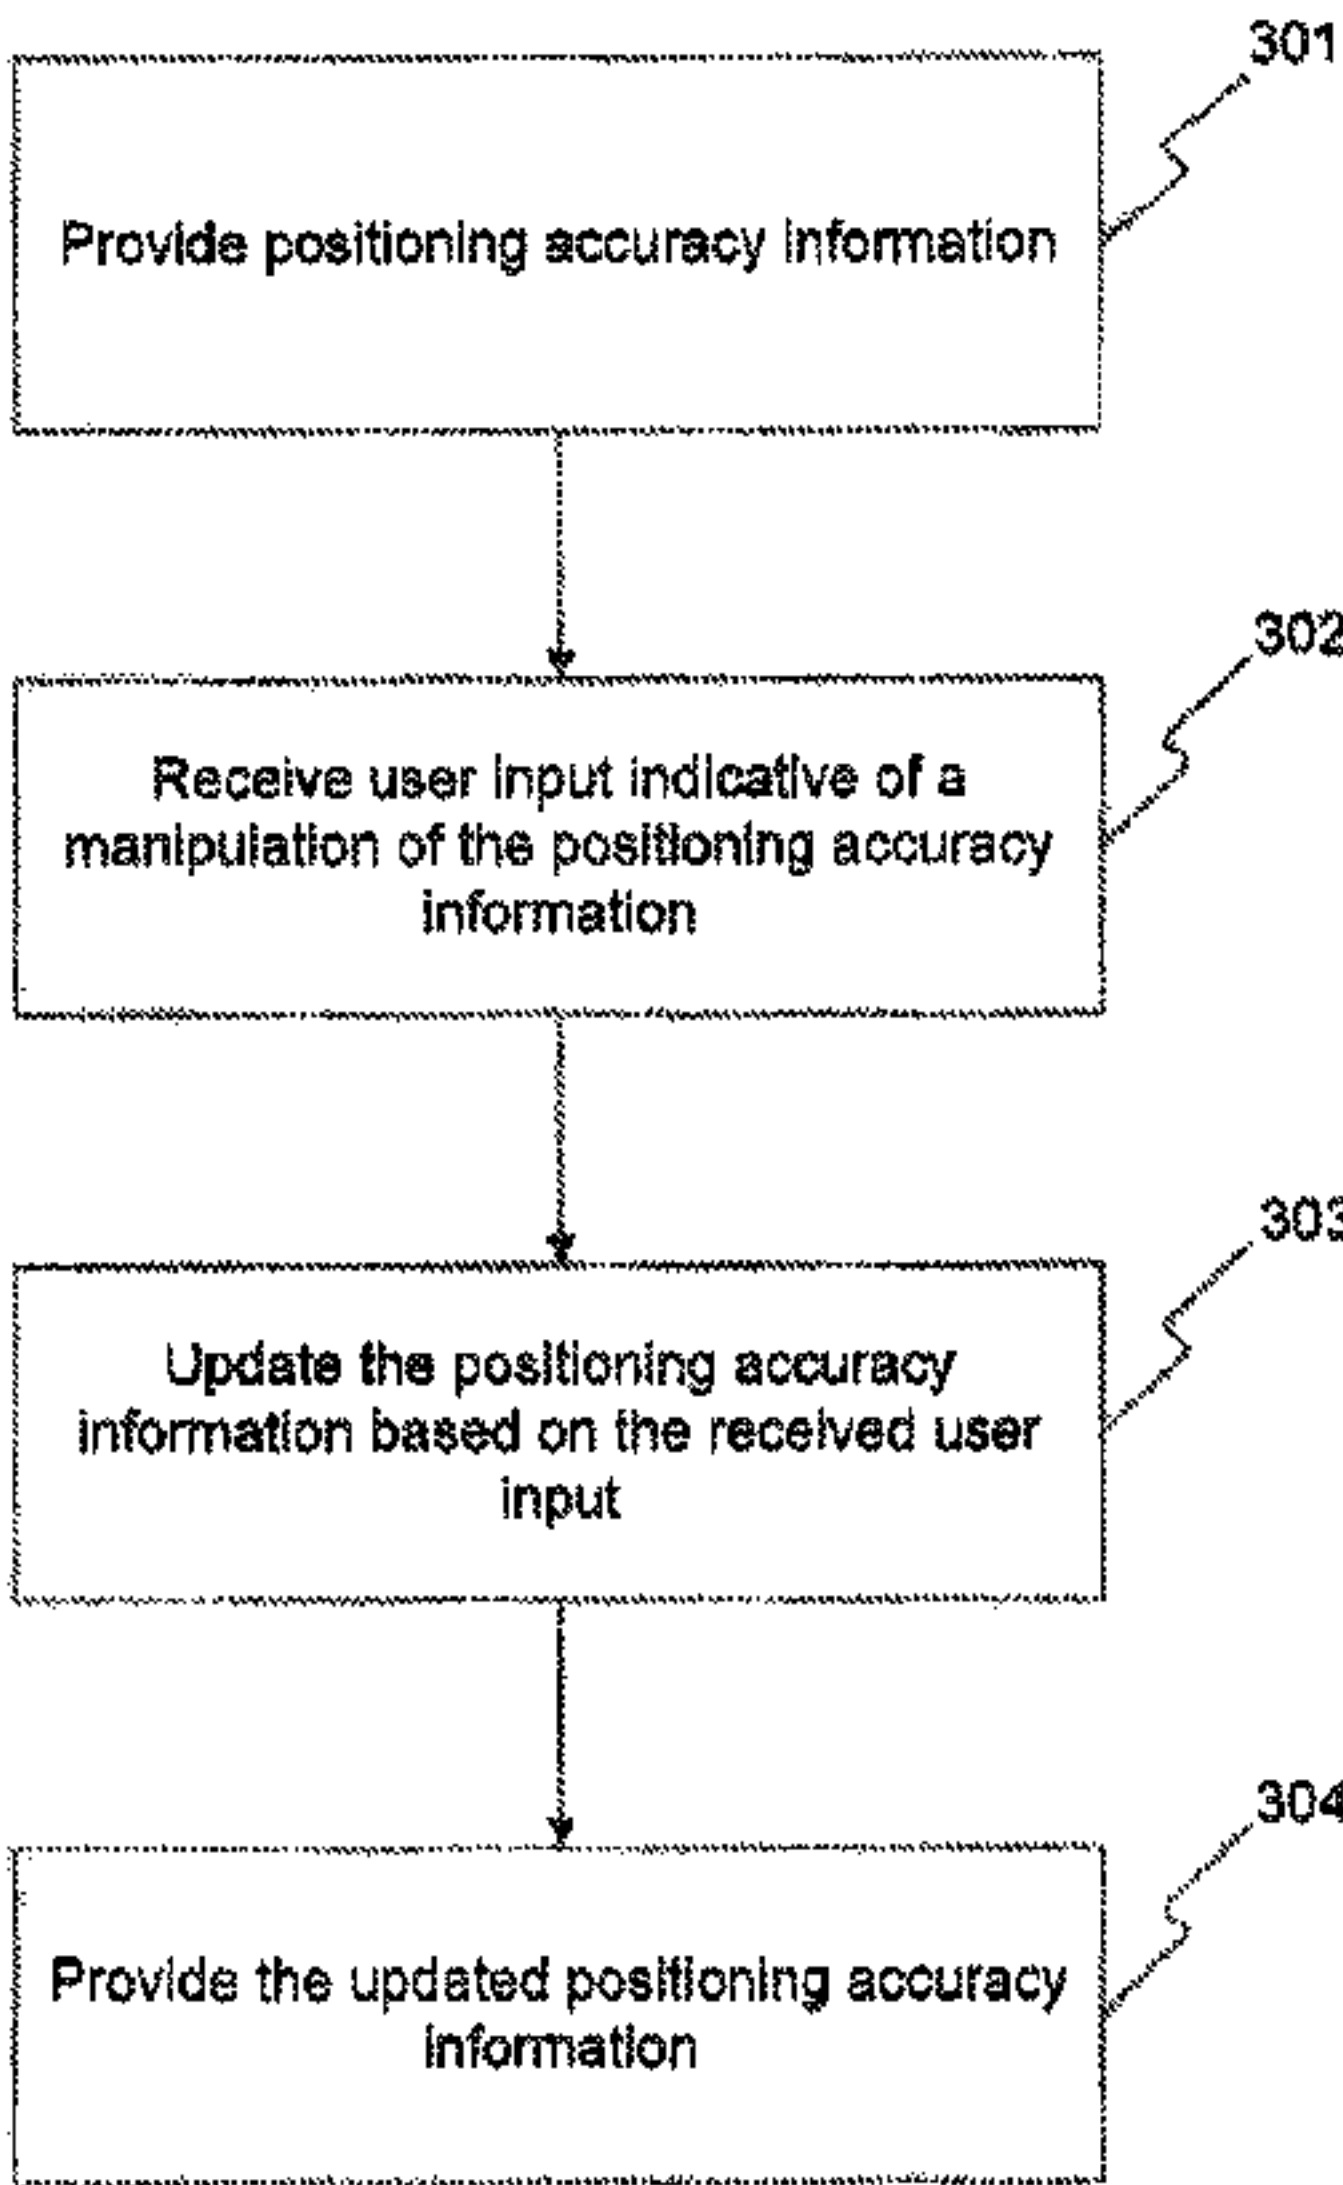 301
Provide positioning accuracy information
302
Receive user input indicative of a
manipulation of the positioning accuracy
information
303
Update the positioning accuracy
information based on the received user
input
304
Provide the updated positioning accuracy
information